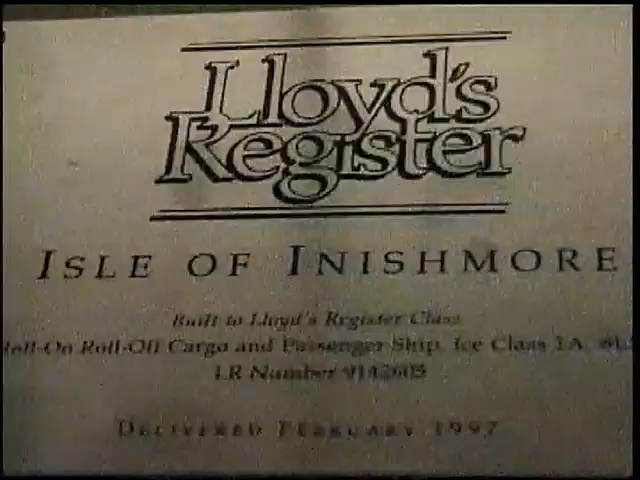 Lloyd's
Register
ISLE OF INISHMORE
Built to Lloyd's Register Class
Roll-On Roll-Off Cargo and Passenger Ship, Ice Class 1A,
LR Number 9142605
DELIVERED FEBRUARY 1997